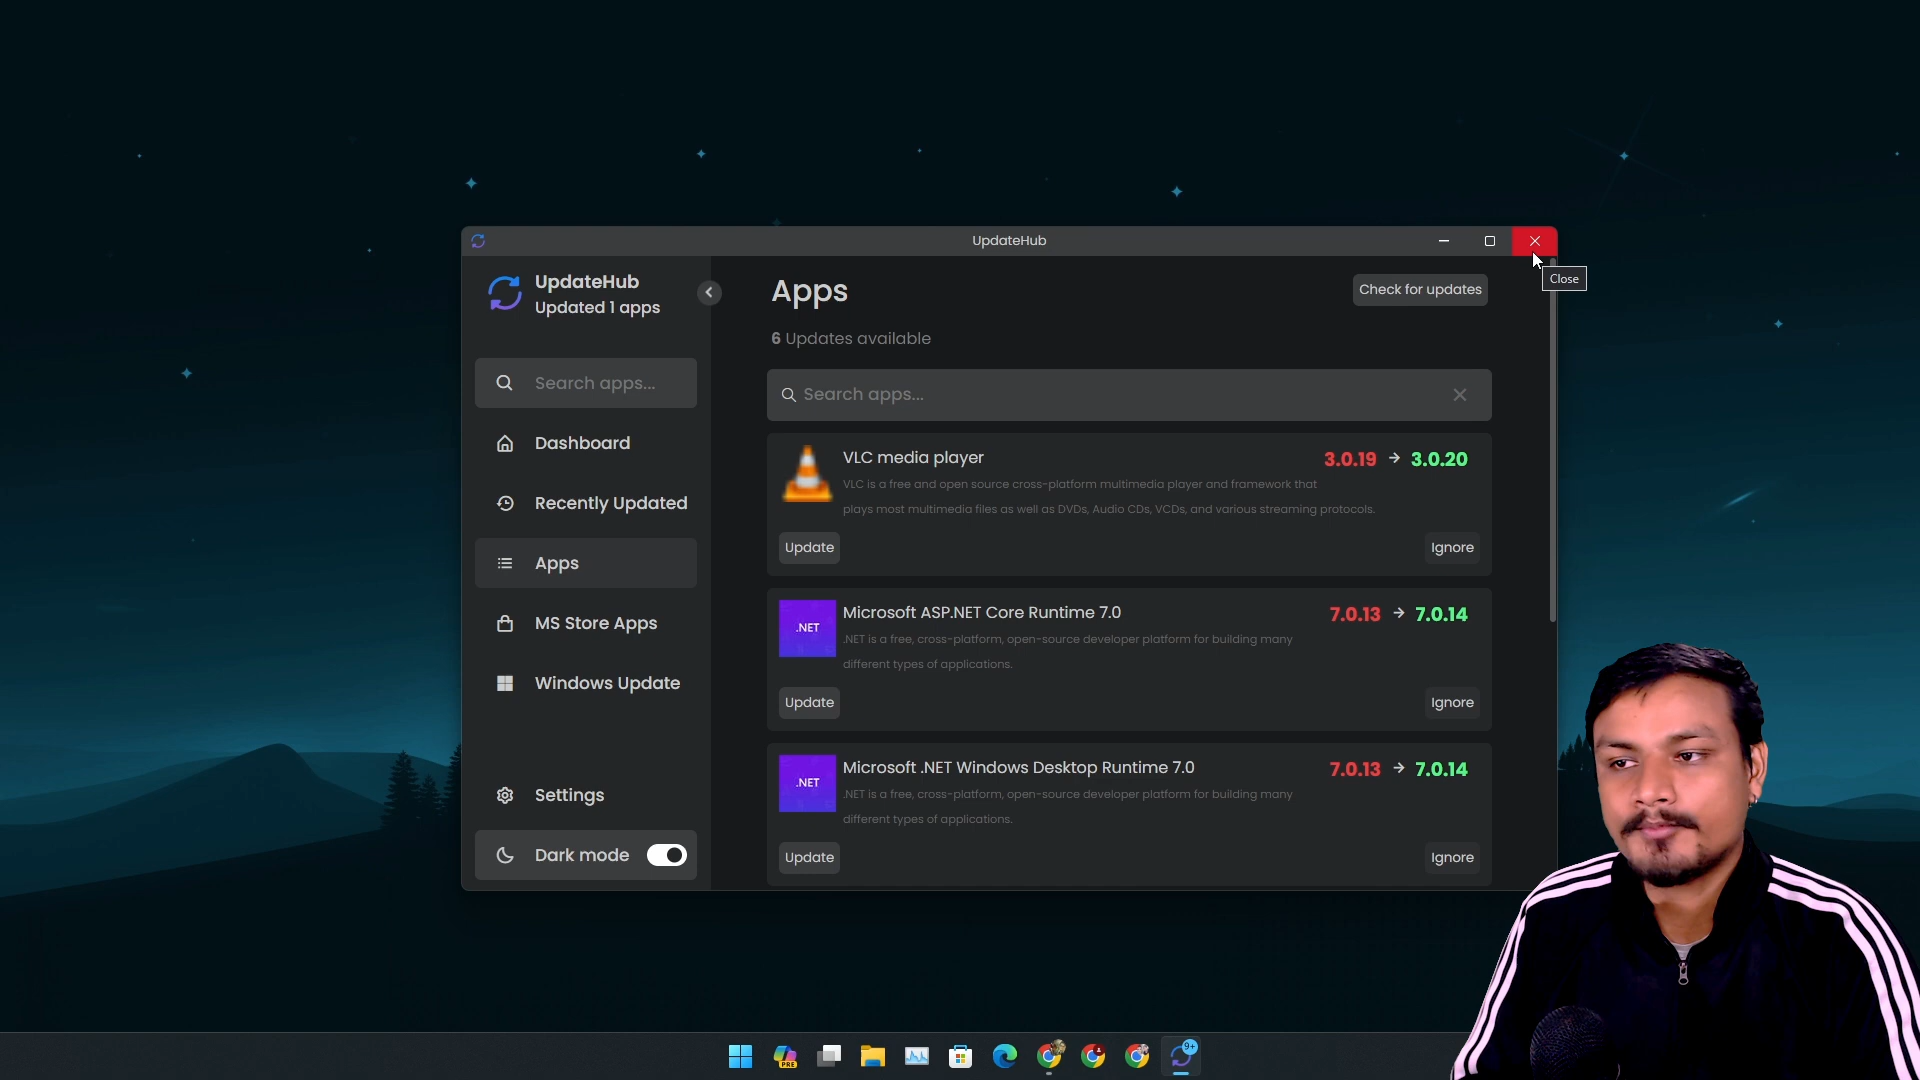 UpdateHub
Close
UpdateHub
Updated 1 apps
Search apps...
Dashboard
Recently Updated
Apps
MS Store Apps
Windows Update
Settings
Dark mode
Apps
Check for updates
6 Updates available
Search apps...
VLC media player
3.0.19 → 3.0.20
VLC is a free and open source cross-platform multimedia player and framework that
plays most multimedia files as well as DVDs, Audio CDs, VCDs, and various streaming protocols.
Update
Ignore
.NET
Microsoft ASP.NET Core Runtime 7.0
7.0.13 → 7.0.14
.NET is a free, cross-platform, open-source developer platform for building many
different types of applications.
Update
Ignore
.NET
Microsoft .NET Windows Desktop Runtime 7.0
7.0.13 → 7.0.14
.NET is a free, cross-platform, open-source developer platform for building many
different types of applications.
Update
Ignore
PRE
9+